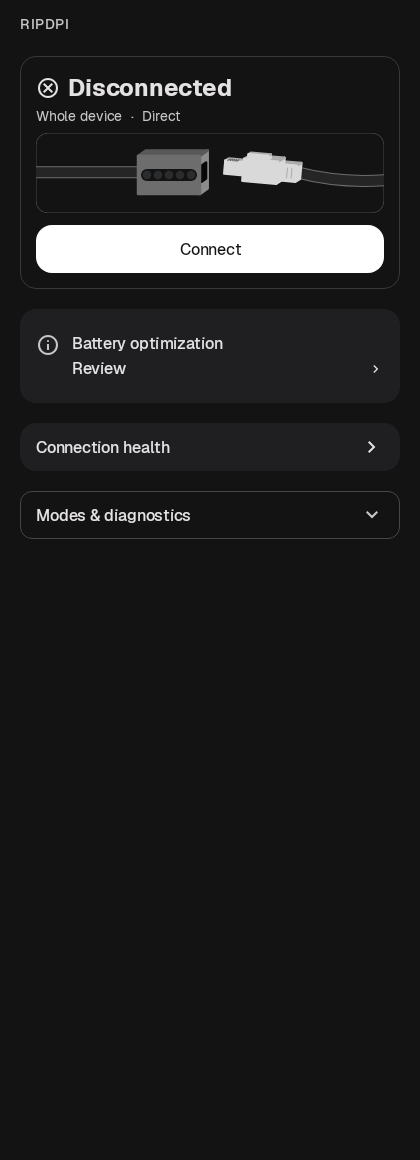 RIPDPI
Disconnected
Whole device · Direct
Connect
Battery optimization
Review
Connection health
Modes & diagnostics